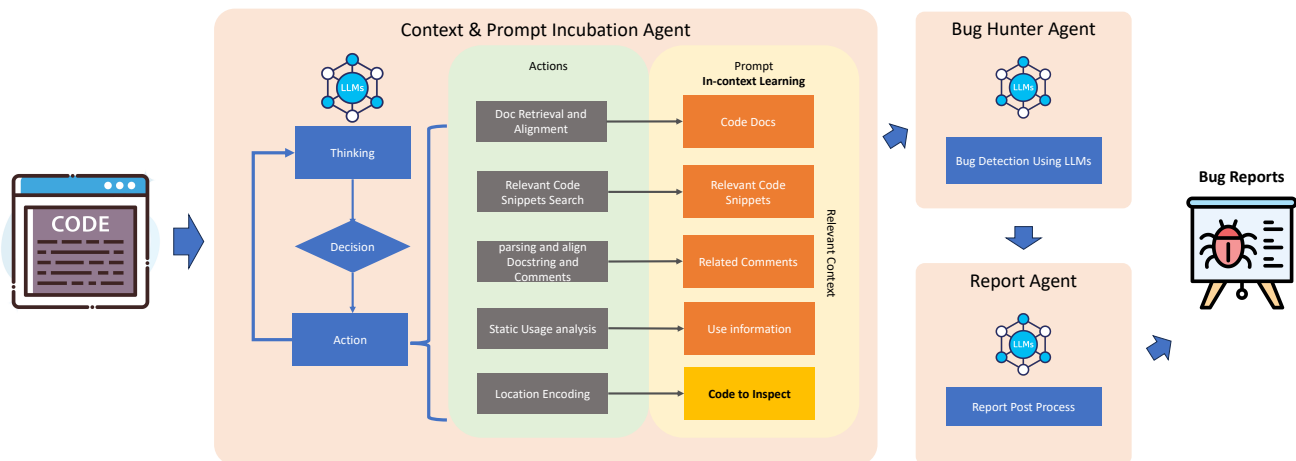 CODE
Context & Prompt Incubation Agent
LLMs
Thinking
Decision
Action
Actions
Doc Retrieval and
Alignment
Relevant Code
Snippets Search
parsing and align
Docstring and
Comments
Static Usage analysis
Location Encoding
Prompt
In-context Learning
Code Docs
Relevant Code
Snippets
Related Comments
Use information
Code to Inspect
Relevant Context
Bug Hunter Agent
LLMs
Bug Detection Using LLMs
Report Agent
LLMs
Report Post Process
Bug Reports